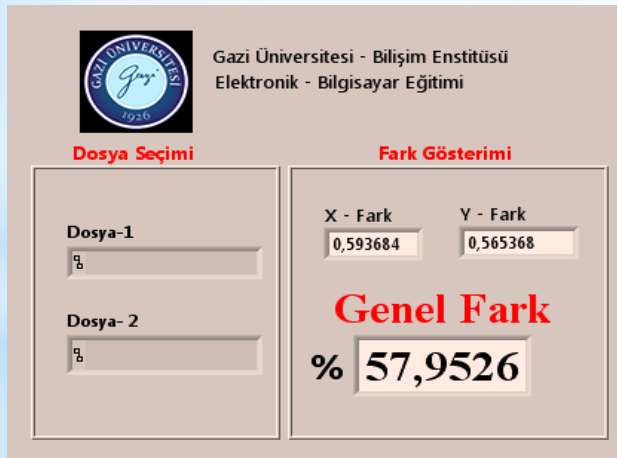 GAZİ ÜNİVERSİTESİ
Gazi
1926
Gazi Üniversitesi - Bilişim Enstitüsü
Elektronik - Bilgisayar Eğitimi
Dosya Seçimi
Dosya-1
Dosya- 2
Fark Gösterimi
X - Fark
Y - Fark
0,593684
0,565368
Genel Fark
% 57,9526